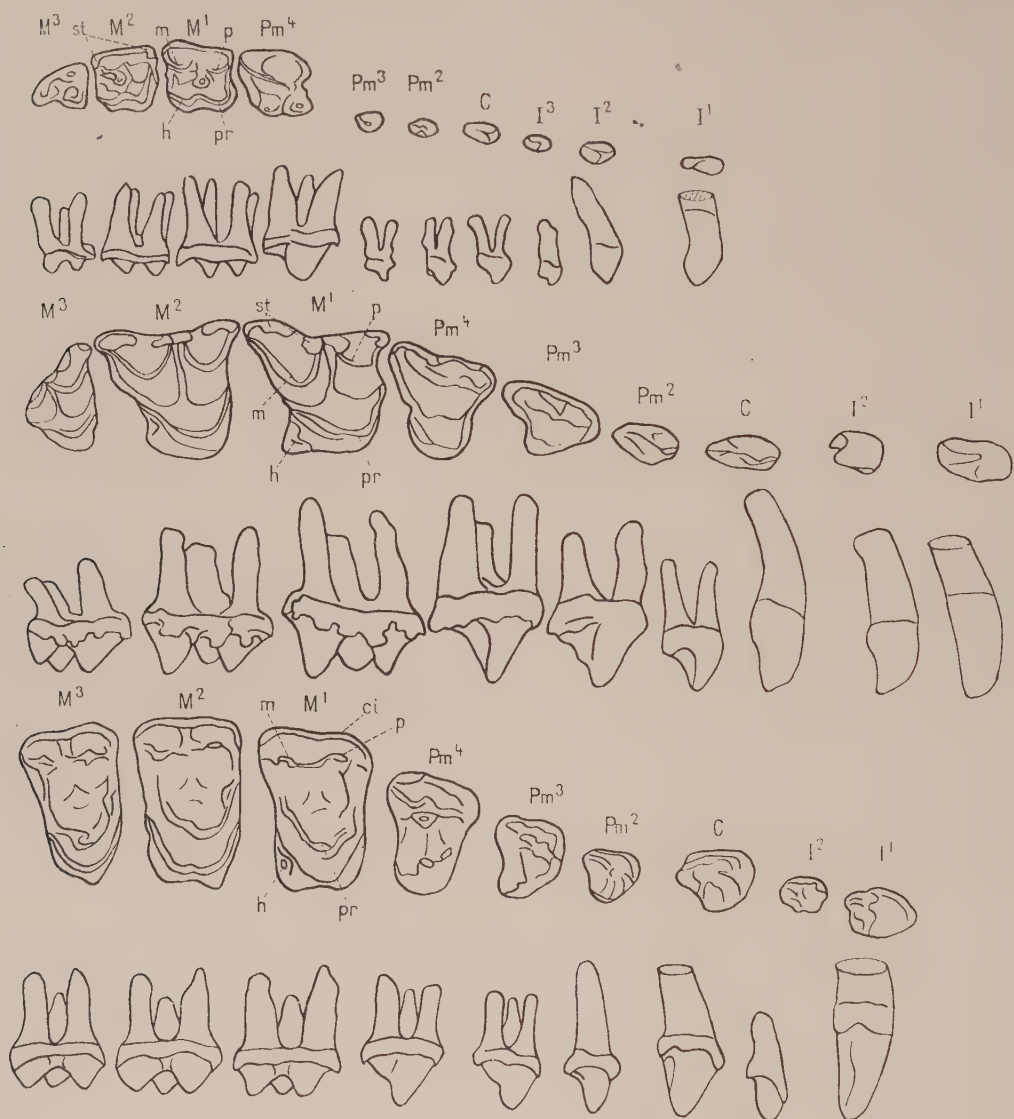 M³ st M² m M¹ p Pm⁴
Pm³ Pm² C I³ I² I¹
h pr
M³ M² st M¹ p Pm⁴ Pm³ Pm² C I² I¹
m
h pr
M³ M² m M¹ ci p Pm⁴ Pm³ Pm² C I² I¹
h pr